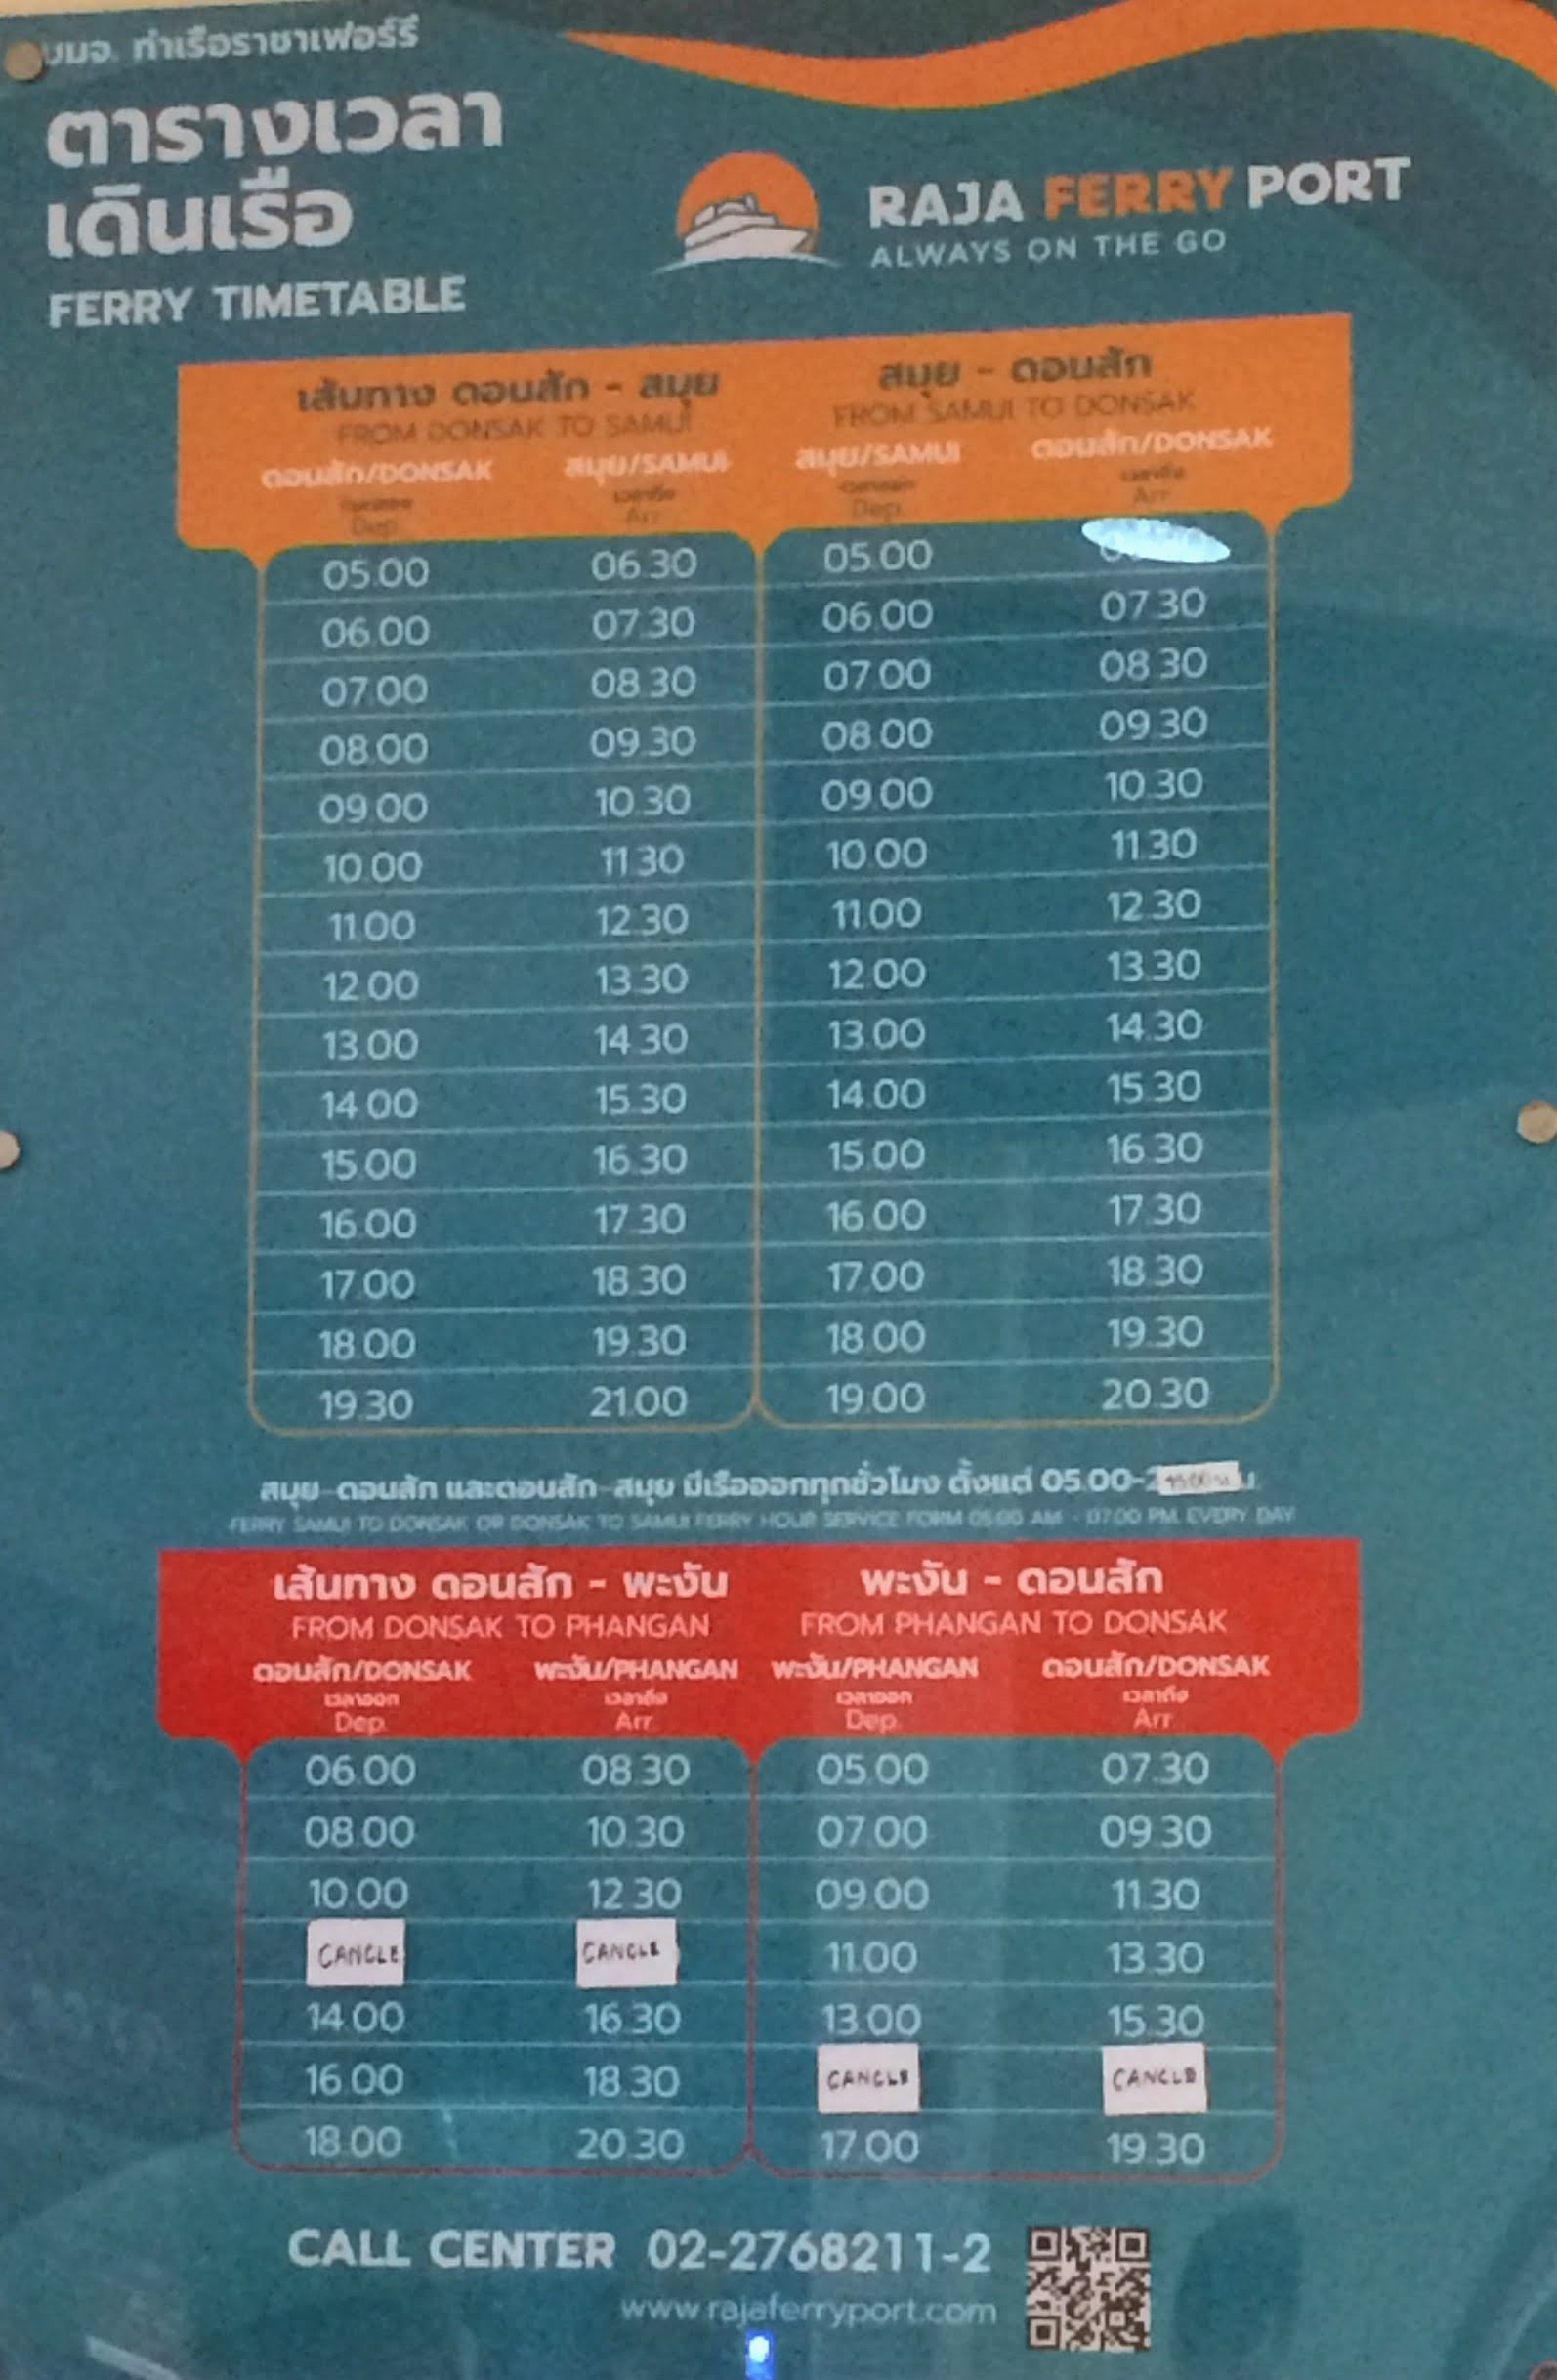 บมจ. ท่าเรือราชาเฟอร์รี่
ตารางเวลา
เดินเรือ
FERRY TIMETABLE
RAJA FERRY PORT
ALWAYS ON THE GO
เส้นทาง ดอนสัก - สมุย สมุย - ดอนสัก
FROM DONSAK TO SAMUI FROM SAMUI TO DONSAK
ดอนสัก/DONSAK สมุย/SAMUI สมุย/SAMUI ดอนสัก/DONSAK
เวลาออก เวลาถึง เวลาออก เวลาถึง
Dep. Arr. Dep. Arr.
05.00 06.30 05.00
06.00 07.30 06.00 07.30
07.00 08.30 07.00 08.30
08.00 09.30 08.00 09.30
09.00 10.30 09.00 10.30
10.00 11.30 10.00 11.30
11.00 12.30 11.00 12.30
12.00 13.30 12.00 13.30
13.00 14.30 13.00 14.30
14.00 15.30 14.00 15.30
15.00 16.30 15.00 16.30
16.00 17.30 16.00 17.30
17.00 18.30 17.00 18.30
18.00 19.30 18.00 19.30
19.30 21.00 19.00 20.30
สมุย-ดอนสัก และดอนสัก-สมุย มีเรือออกทุกชั่วโมง ตั้งแต่ 05.00-
FERRY SAMUI TO DONSAK OR DONSAK TO SAMUI FERRY HOUR SERVICE FORM 05.00 AM - 07.00 PM. EVERY DAY
เส้นทาง ดอนสัก - พะงัน พะงัน - ดอนสัก
FROM DONSAK TO PHANGAN FROM PHANGAN TO DONSAK
ดอนสัก/DONSAK พะงัน/PHANGAN พะงัน/PHANGAN ดอนสัก/DONSAK
เวลาออก เวลาถึง เวลาออก เวลาถึง
Dep. Arr. Dep. Arr.
06.00 08.30 05.00 07.30
08.00 10.30 07.00 09.30
10.00 12.30 09.00 11.30
CANCLE CANCLE 11.00 13.30
14.00 16.30 13.00 15.30
16.00 18.30 CANCLE CANCLE
18.00 20.30 17.00 19.30
CALL CENTER 02-2768211-2
www.rajaferryport.com